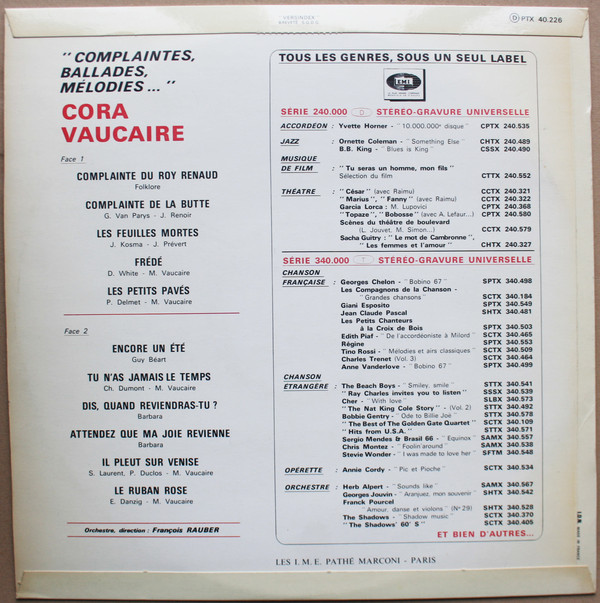 "VERSINDEX"
BREVETÉ S.G.D.G.
D PTX 40.226
" COMPLAINTES,
BALLADES,
MÉLODIES... "
CORA
VAUCAIRE
Face 1
COMPLAINTE DU ROY RENAUD
Folklore
COMPLAINTE DE LA BUTTE
G. Van Parys - J. Renoir
LES FEUILLES MORTES
J. Kosma - J. Prévert
FRÉDÉ
D. White - M. Vaucaire
LES PETITS PAVÉS
P. Delmet - M. Vaucaire
Face 2
ENCORE UN ÉTÉ
Guy Béart
TU N'AS JAMAIS LE TEMPS
Ch. Dumont - M. Vaucaire
DIS, QUAND REVIENDRAS-TU ?
Barbara
ATTENDEZ QUE MA JOIE REVIENNE
Barbara
IL PLEUT SUR VENISE
S. Laurent, P. Duclos - M. Vaucaire
LE RUBAN ROSE
E. Danzig - M. Vaucaire
Orchestre, direction : François RAUBER
TOUS LES GENRES, SOUS UN SEUL LABEL
EMI
SÉRIE 240.000 D STÉRÉO-GRAVURE UNIVERSELLE
ACCORDÉON : Yvette Horner - " 10.000.000e disque " CPTX 240.535
JAZZ : Ornette Coleman - " Something Else " CHTX 240.489
B.B. King - " Blues is King " CSSX 240.490
MUSIQUE
DE FILM : " Tu seras un homme, mon fils "
Sélection du film CTTX 240.552
THÉATRE : " César " (avec Raimu) CCTX 240.321
" Marius ", " Fanny " (avec Raimu) CCTX 240.322
Garcia Lorca : M. Lupovici CPTX 240.368
" Topaze ", " Bobosse " (avec A. Lefaur...) CPTX 240.580
Scènes du théâtre de boulevard
(L. Jouvet, M. Simon...) CCTX 240.579
Sacha Guitry : " Le mot de Cambronne ",
" Les femmes et l'amour " CHTX 240.327
SÉRIE 340.000 T STÉRÉO-GRAVURE UNIVERSELLE
CHANSON
FRANÇAISE : Georges Chelon - " Bobino 67 " SPTX 340.498
Les Compagnons de la Chanson -
" Grandes chansons " SCTX 340.184
Giani Esposito SPTX 340.549
Jean Claude Pascal SHTX 340.481
Les Petits Chanteurs
à la Croix de Bois SPTX 340.503
Edith Piaf - " De l'accordéoniste à Milord " SCTX 340.465
Régine SPTX 340.553
Tino Rossi - " Mélodies et airs classiques " SCTX 340.509
Charles Trenet (Vol. 3) SCTX 340.464
Anne Vanderlove - " Bobino 67 " SPTX 340.499
CHANSON
ÉTRANGÈRE : The Beach Boys - " Smiley, smile " STTX 340.541
" Ray Charles invites you to listen " SSSX 340.539
Cher - " With love " SLBX 340.573
" The Nat King Cole Story " - (Vol. 2) STTX 340.492
Bobbie Gentry - " Ode to Billie Joe " STTX 340.578
" The Best of The Golden Gate Quartet " SCTX 340.109
" Hits from U.S.A. " STTX 340.571
Sergio Mendes & Brasil 66 - " Equinox " SAMX 340.557
Chris Montez - " Foolin'around " SAMX 340.538
Stevie Wonder - " I was made to love her " SFTM 340.548
OPERETTE : Annie Cordy - " Pic et Pioche " SCTX 340.534
ORCHESTRE : Herb Alpert - " Sounds like " SAMX 340.567
Georges Jouvin - " Aranjuez, mon souvenir " SHTX 340.542
Franck Pourcel
" Amour, danse et violons " (N° 29) SHTX 340.528
The Shadows - " Shadow music " SCTX 340.370
" The Shadows' 60' S " SCTX 340.405
ET BIEN D'AUTRES...
LES I. M. E. PATHÉ MARCONI - PARIS